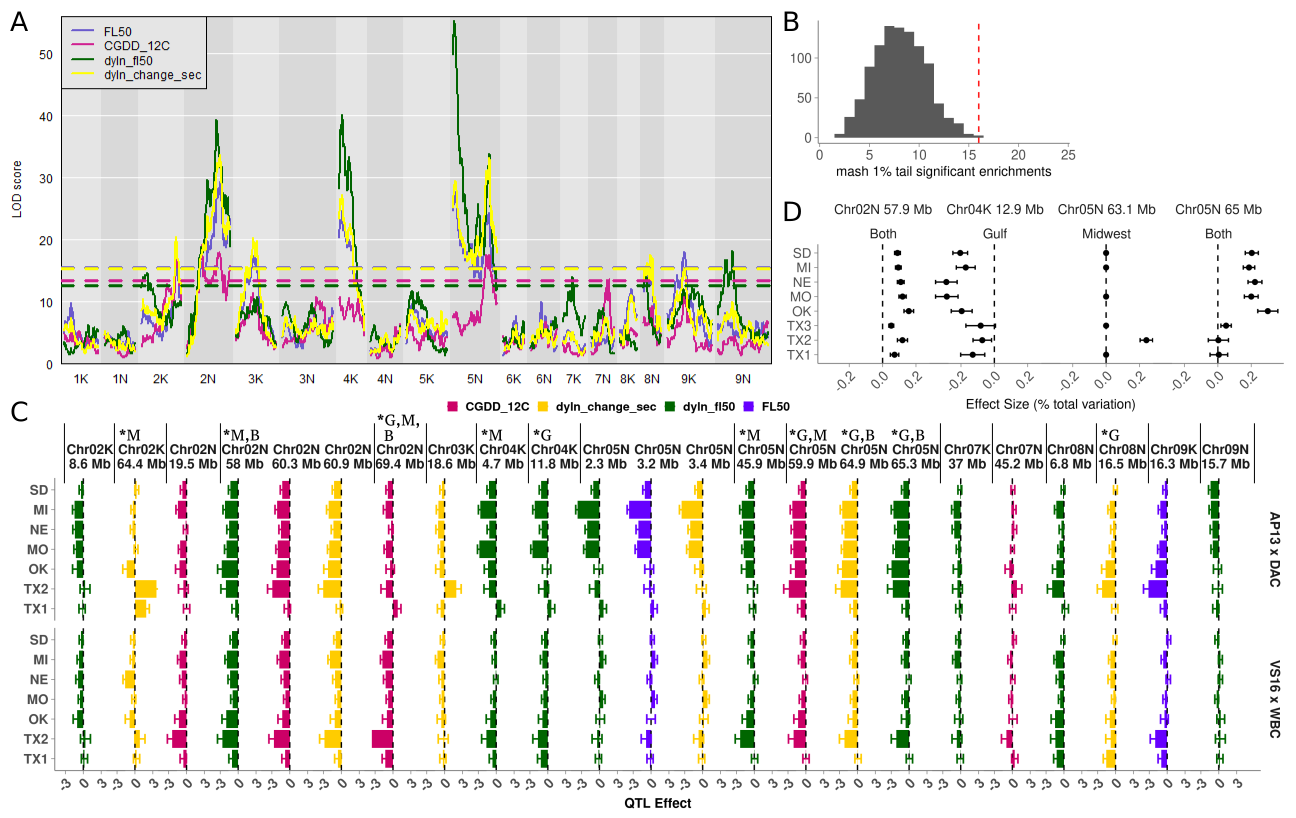 A
FL50
CGDD_12C
dyln_fl50
dyln_change_sec
LOD score
50
40
30
20
10
0
1K 1N 2K 2N 3K 3N 4K 4N 5K 5N 6K 6N 7K 7N 8K 8N 9K 9N
B
100
50
0
0 5 10 15 20 25
mash 1% tail significant enrichments
D
Chr02N 57.9 Mb Chr04K 12.9 Mb Chr05N 63.1 Mb Chr05N 65 Mb
Both Gulf Midwest Both
SD
MI
NE
MO
OK
TX3
TX2
TX1
-0.2 0.0 0.2 -0.2 0.0 0.2 -0.2 0.0 0.2 -0.2 0.0 0.2
Effect Size (% total variation)
C
CGDD_12C dyln_change_sec dyln_fl50 FL50
*M *M,B *G,M, B *M *G *M *G,M *G,B *G,B *G
Chr02K Chr02K Chr02N Chr02N Chr02N Chr02N Chr02N Chr03K Chr04K Chr04K Chr05N Chr05N Chr05N Chr05N Chr05N Chr05N Chr05N Chr07K Chr07N Chr08N Chr08N Chr09K Chr09N
8.6 Mb 64.4 Mb 19.5 Mb 58 Mb 60.3 Mb 60.9 Mb 69.4 Mb 18.6 Mb 4.7 Mb 11.8 Mb 2.3 Mb 3.2 Mb 3.4 Mb 45.9 Mb 59.9 Mb 64.9 Mb 65.3 Mb 37 Mb 45.2 Mb 6.8 Mb 16.5 Mb 16.3 Mb 15.7 Mb
SD
MI
NE
MO
OK
TX2
TX1
AP13 x DAC
SD
MI
NE
MO
OK
TX2
TX1
VS16 x WBC
QTL Effect